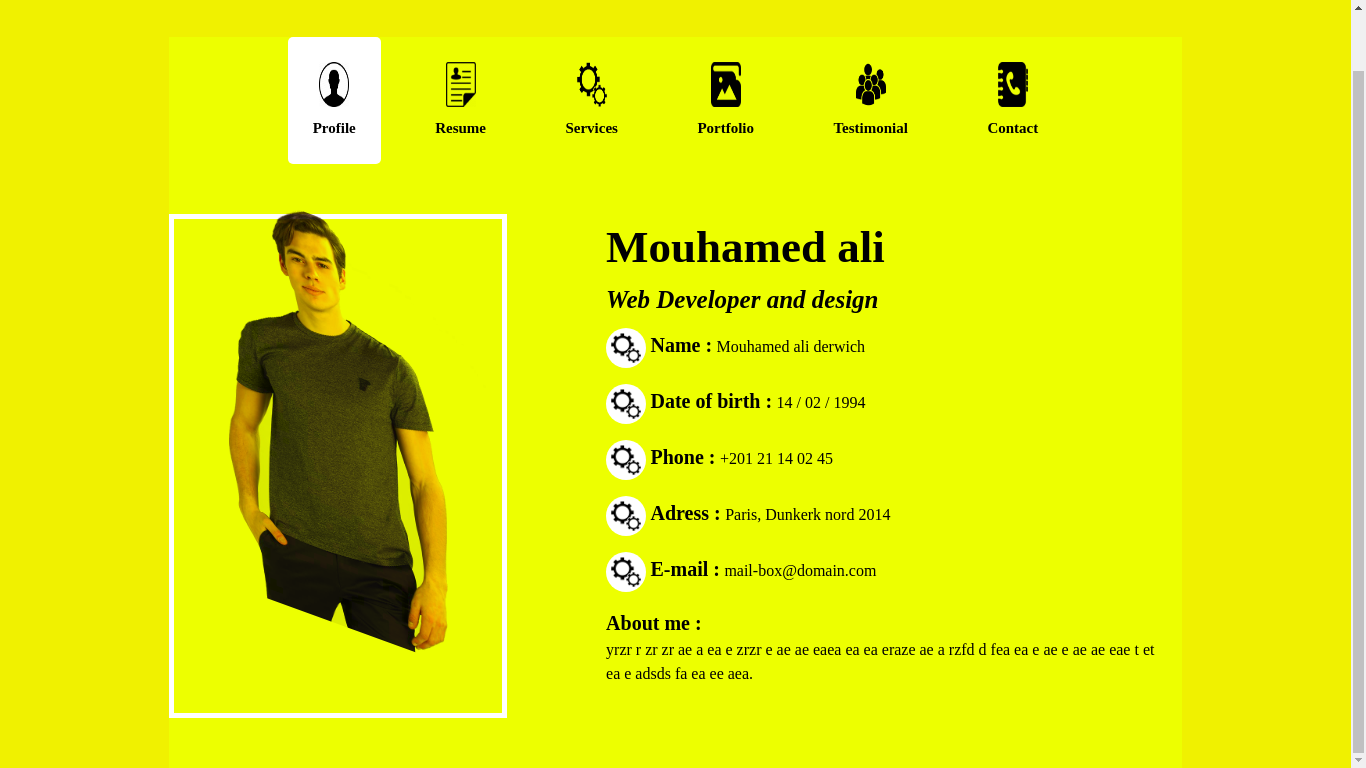 Profile
Resume
Services
Portfolio
Testimonial
Contact
Mouhamed ali
Web Developer and design
Name : Mouhamed ali derwich
Date of birth : 14 / 02 / 1994
Phone : +201 21 14 02 45
Adress : Paris, Dunkerk nord 2014
E-mail : mail-box@domain.com
About me :
yrzr r zr zr ae a ea e zrzr e ae ae eaea ea ea eraze ae a rzfd d fea ea e ae e ae ae eae t et
ea e adsds fa ea ee aea.